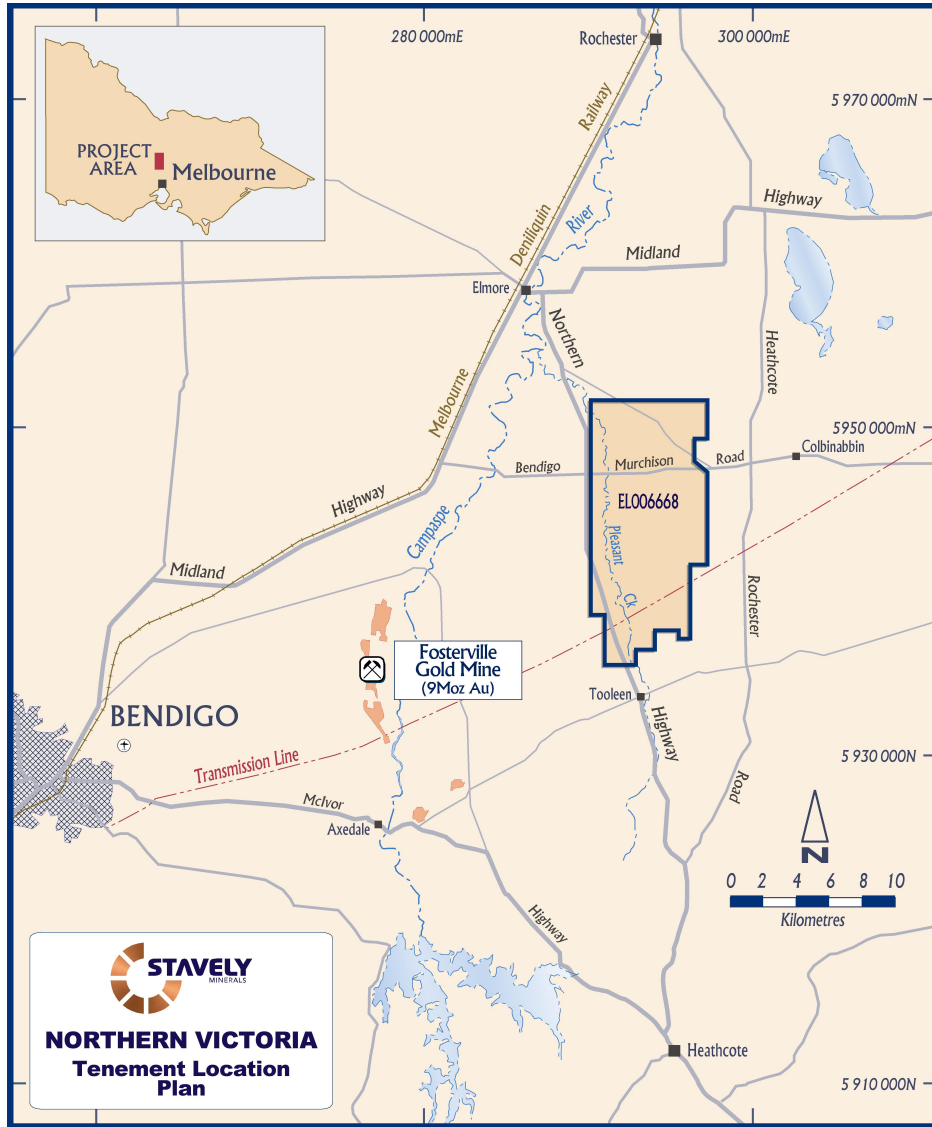 280 000mE
300 000mE
Rochester
5 970 000mN
PROJECT
AREA
Melbourne
Railway
Highway
River
Deniliquin
Midland
Elmore
Northern
Heathcote
Melbourne
5 950 000mN
Colbinabbin
Road
Murchison
Bendigo
EL006668
Highway
Campaspe
Pleasant
Midland
Ck
Rochester
Fosterville
Gold Mine
(9Moz Au)
Tooleen
BENDIGO
Highway
5 930 000mN
Transmission Line
Road
McIvor
Axedale
N
0 2 4 6 8 10
Kilometres
Highway
STAVELY
MINERALS
NORTHERN VICTORIA
Tenement Location
Plan
Heathcote
5 910 000N